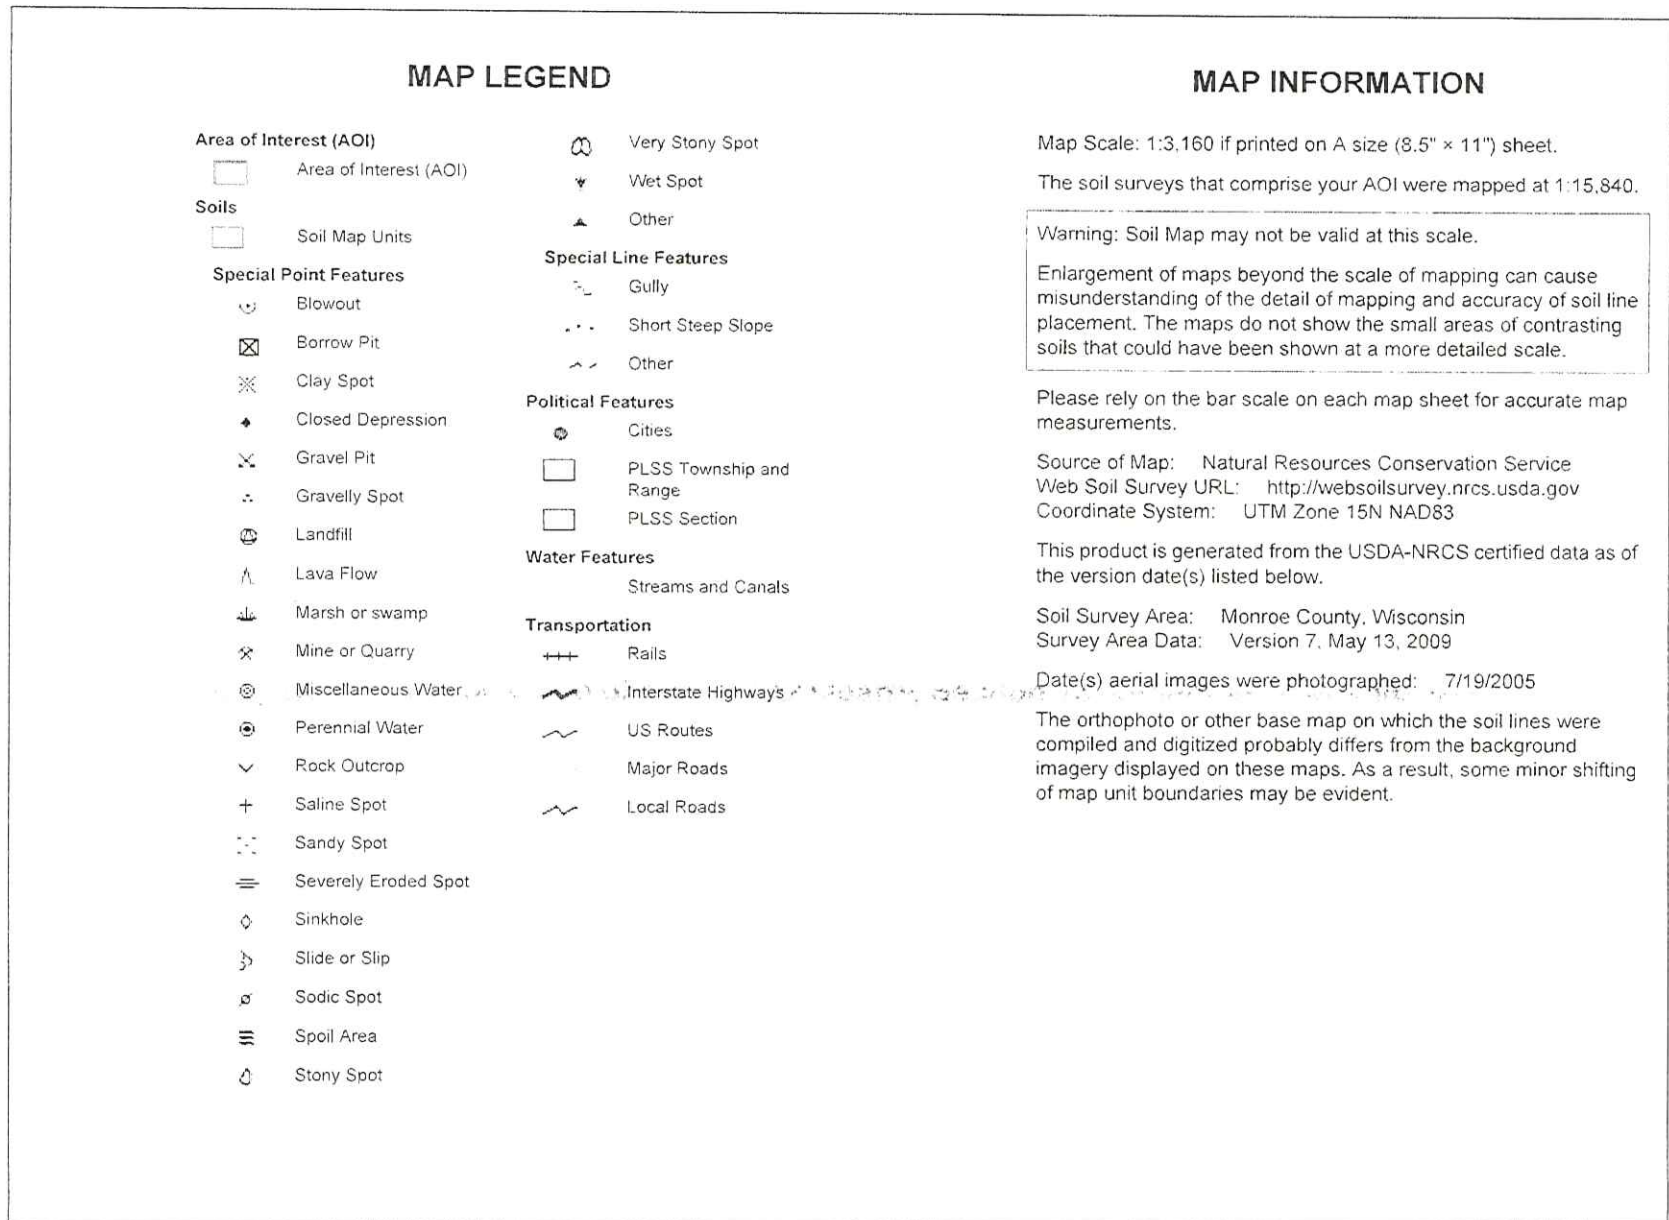 MAP LEGEND
Area of Interest (AOI)
Area of Interest (AOI)
Soils
Soil Map Units
Special Point Features
Blowout
Borrow Pit
Clay Spot
Closed Depression
Gravel Pit
Gravelly Spot
Landfill
Lava Flow
Marsh or swamp
Mine or Quarry
Miscellaneous Water
Perennial Water
Rock Outcrop
Saline Spot
Sandy Spot
Severely Eroded Spot
Sinkhole
Slide or Slip
Sodic Spot
Spoil Area
Stony Spot
Very Stony Spot
Wet Spot
Other
Special Line Features
Gully
Short Steep Slope
Other
Political Features
Cities
PLSS Township and
Range
PLSS Section
Water Features
Streams and Canals
Transportation
Rails
Interstate Highways
US Routes
Major Roads
Local Roads
MAP INFORMATION
Map Scale: 1:3,160 if printed on A size (8.5" × 11") sheet.
The soil surveys that comprise your AOI were mapped at 1:15,840.
Warning: Soil Map may not be valid at this scale.
Enlargement of maps beyond the scale of mapping can cause
misunderstanding of the detail of mapping and accuracy of soil line
placement. The maps do not show the small areas of contrasting
soils that could have been shown at a more detailed scale.
Please rely on the bar scale on each map sheet for accurate map
measurements.
Source of Map: Natural Resources Conservation Service
Web Soil Survey URL: http://websoilsurvey.nrcs.usda.gov
Coordinate System: UTM Zone 15N NAD83
This product is generated from the USDA-NRCS certified data as of
the version date(s) listed below.
Soil Survey Area: Monroe County, Wisconsin
Survey Area Data: Version 7, May 13, 2009
Date(s) aerial images were photographed: 7/19/2005
The orthophoto or other base map on which the soil lines were
compiled and digitized probably differs from the background
imagery displayed on these maps. As a result, some minor shifting
of map unit boundaries may be evident.